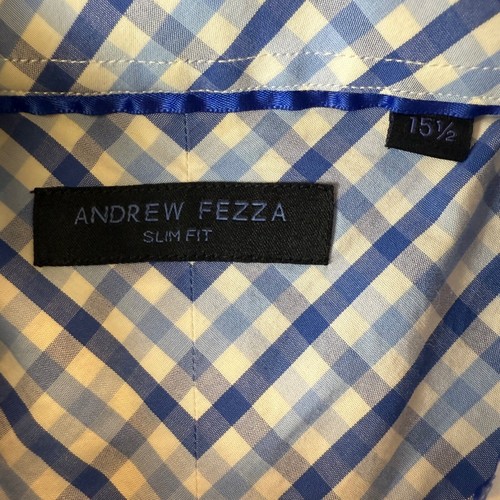 15½
ANDREW FEZZA
SLIM FIT